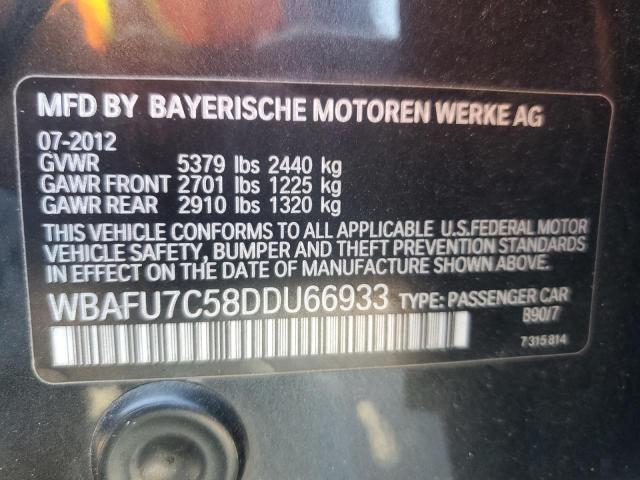 MFD BY BAYERISCHE MOTOREN WERKE AG
07-2012
GVWR 5379 lbs 2440 kg
GAWR FRONT 2701 lbs 1225 kg
GAWR REAR 2910 lbs 1320 kg
THIS VEHICLE CONFORMS TO ALL APPLICABLE U.S.FEDERAL MOTOR
VEHICLE SAFETY, BUMPER AND THEFT PREVENTION STANDARDS
IN EFFECT ON THE DATE OF MANUFACTURE SHOWN ABOVE.
WBAFU7C58DDU66933 TYPE: PASSENGER CAR
B90/7
7 315 814